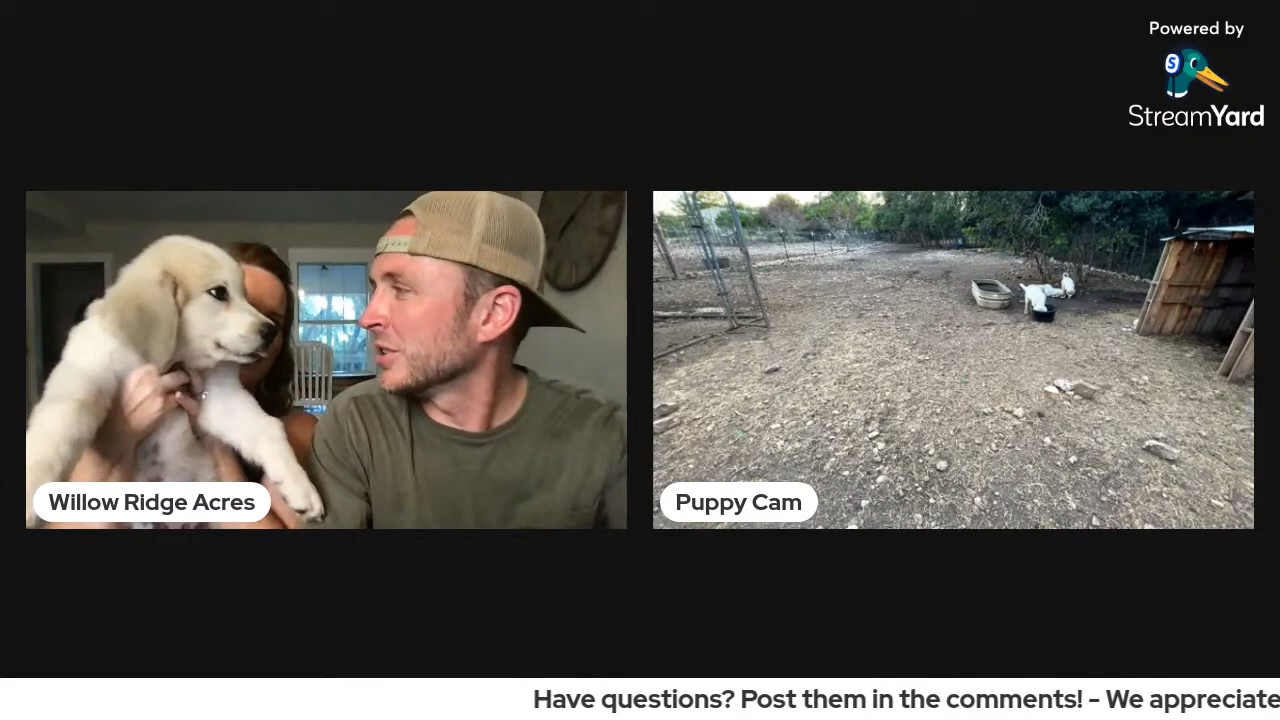 Powered by
S
StreamYard
Willow Ridge Acres
Puppy Cam
Have questions? Post them in the comments! - We appreciate